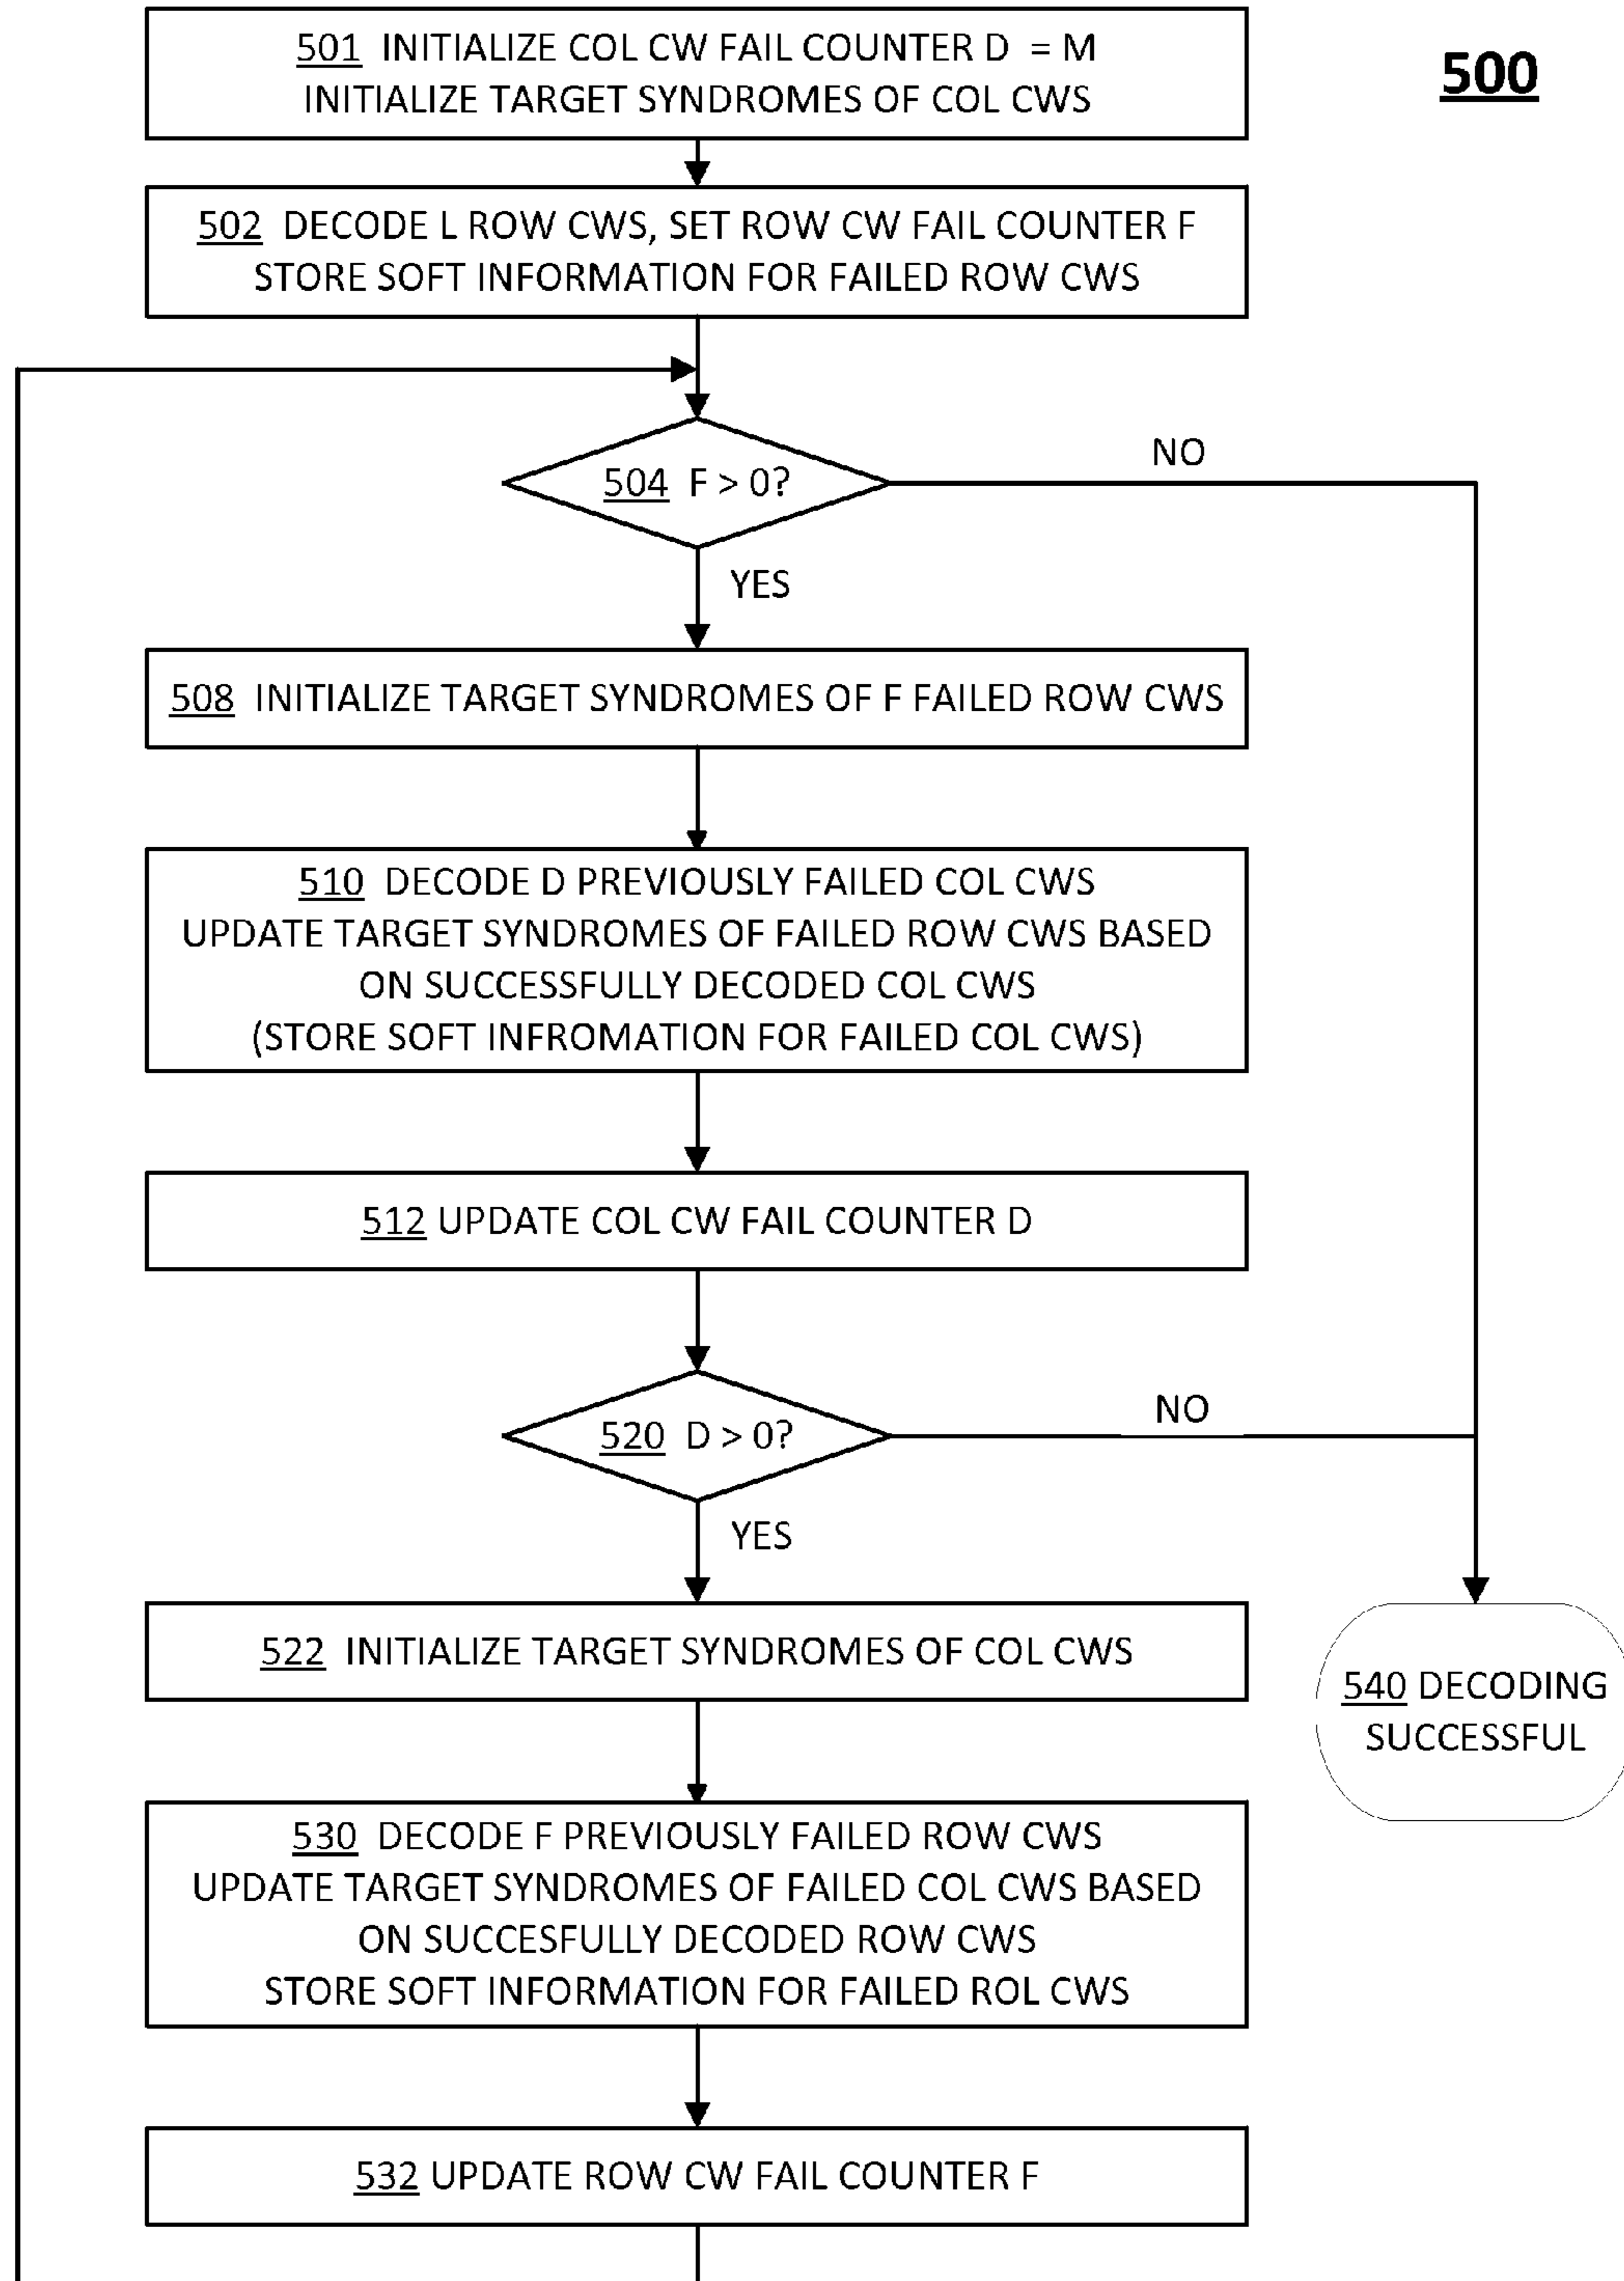 501 INITIALIZE COL CW FAIL COUNTER D = M
INITIALIZE TARGET SYNDROMES OF COL CWS
500
502 DECODE L ROW CWS, SET ROW CW FAIL COUNTER F
STORE SOFT INFORMATION FOR FAILED ROW CWS
504 F > 0?
NO
YES
508 INITIALIZE TARGET SYNDROMES OF F FAILED ROW CWS
510 DECODE D PREVIOUSLY FAILED COL CWS
UPDATE TARGET SYNDROMES OF FAILED ROW CWS BASED
ON SUCCESSFULLY DECODED COL CWS
(STORE SOFT INFROMATION FOR FAILED COL CWS)
512 UPDATE COL CW FAIL COUNTER D
520 D > 0?
NO
YES
522 INITIALIZE TARGET SYNDROMES OF COL CWS
540 DECODING
SUCCESSFUL
530 DECODE F PREVIOUSLY FAILED ROW CWS
UPDATE TARGET SYNDROMES OF FAILED COL CWS BASED
ON SUCCESFULLY DECODED ROW CWS
STORE SOFT INFORMATION FOR FAILED ROL CWS
532 UPDATE ROW CW FAIL COUNTER F